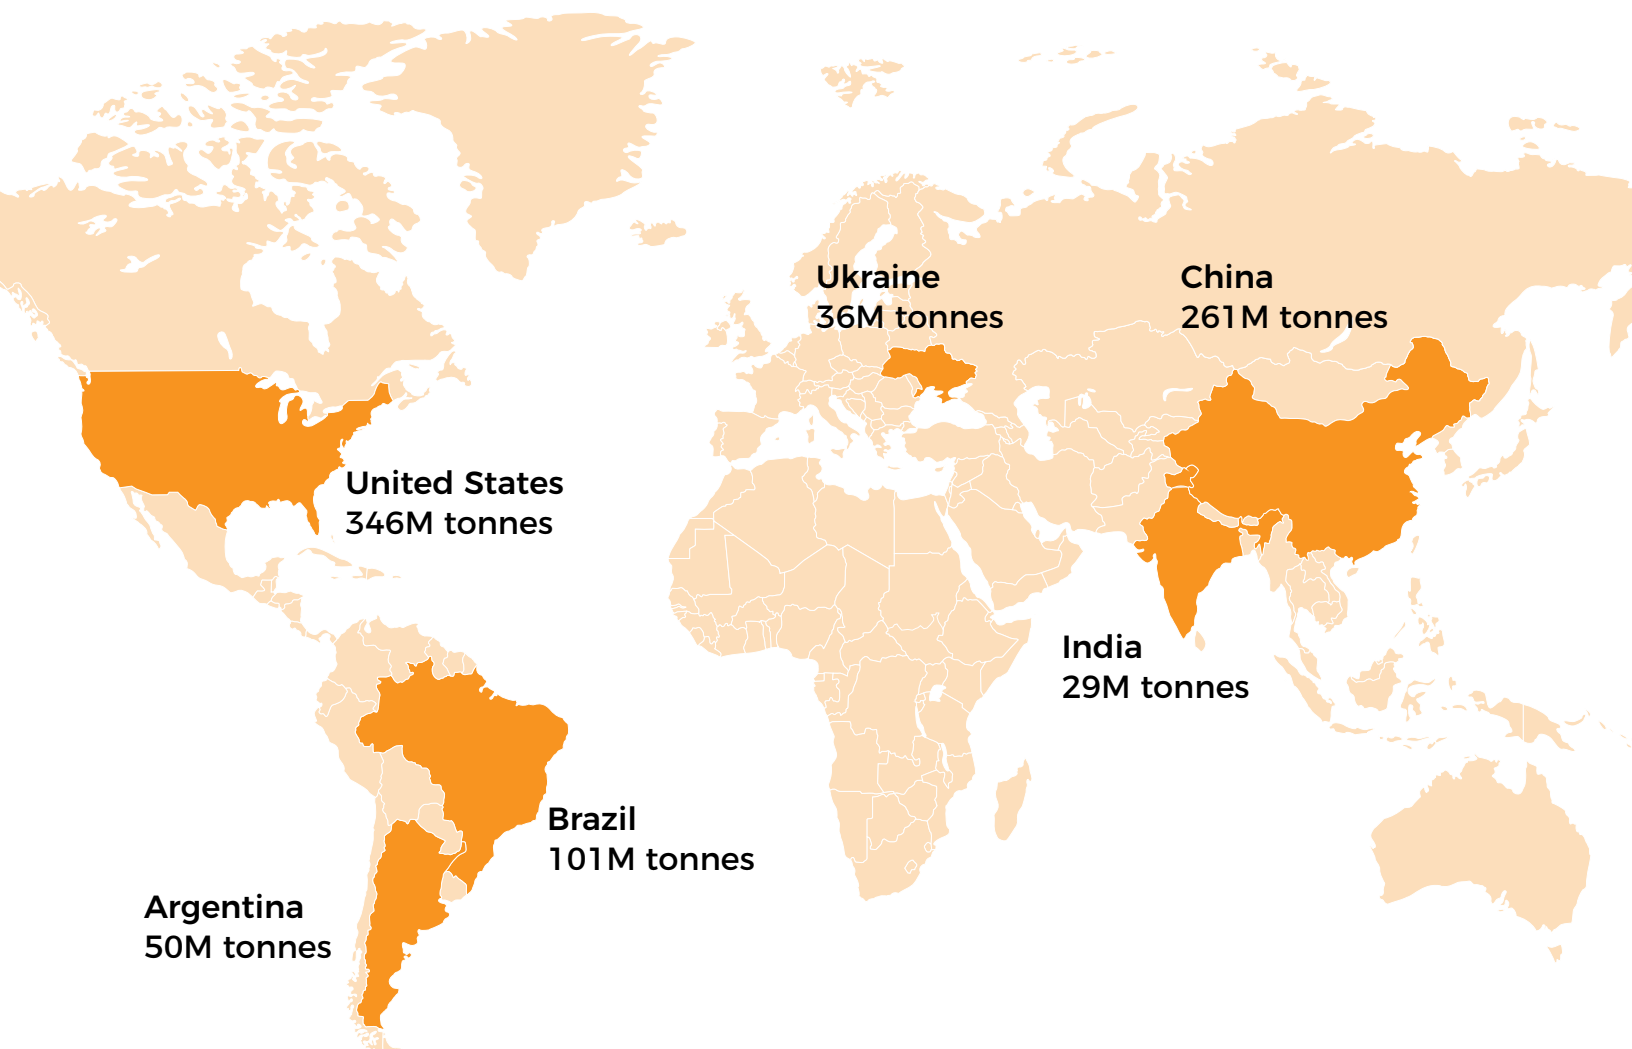 Ukraine
36M tonnes
China
261M tonnes
United States
346M tonnes
India
29M tonnes
Brazil
101M tonnes
Argentina
50M tonnes